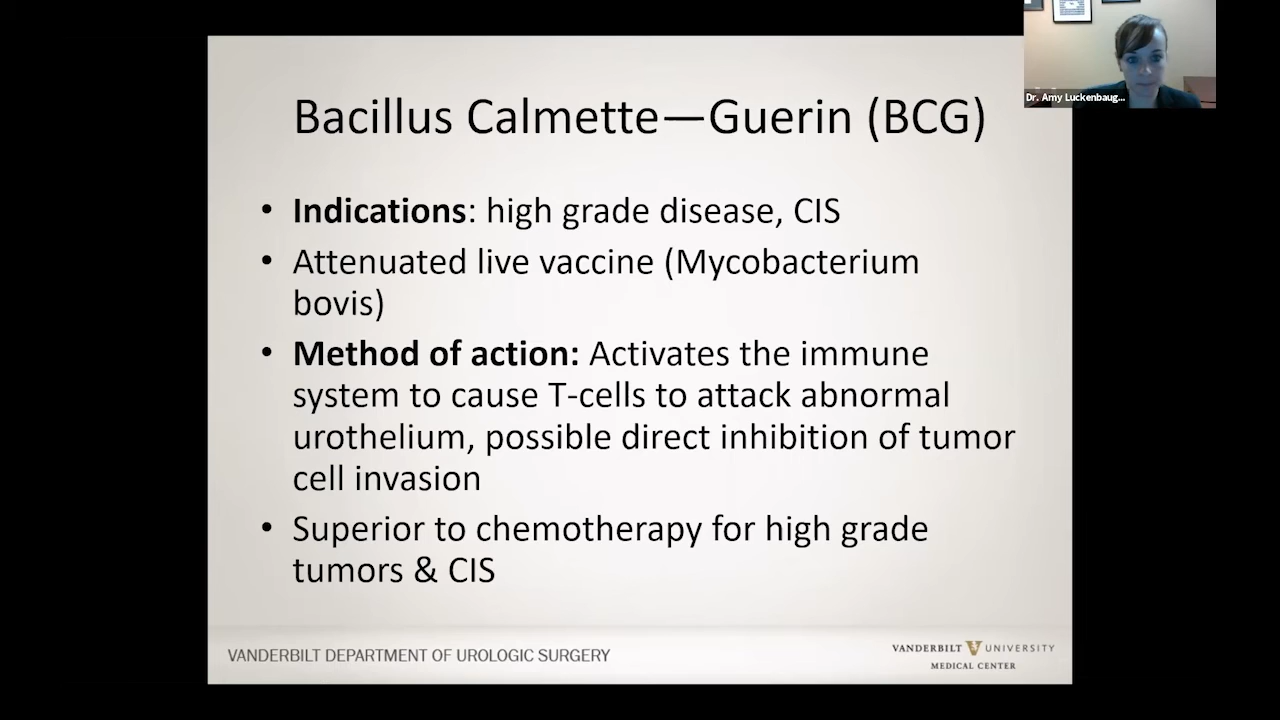 Bacillus Calmette—Guerin (BCG)
• Indications: high grade disease, CIS
• Attenuated live vaccine (Mycobacterium
bovis)
• Method of action: Activates the immune
system to cause T-cells to attack abnormal
urothelium, possible direct inhibition of tumor
cell invasion
• Superior to chemotherapy for high grade
tumors & CIS
VANDERBILT DEPARTMENT OF UROLOGIC SURGERY
VANDERBILT V UNIVERSITY
MEDICAL CENTER
Dr. Amy Luckenbaug...